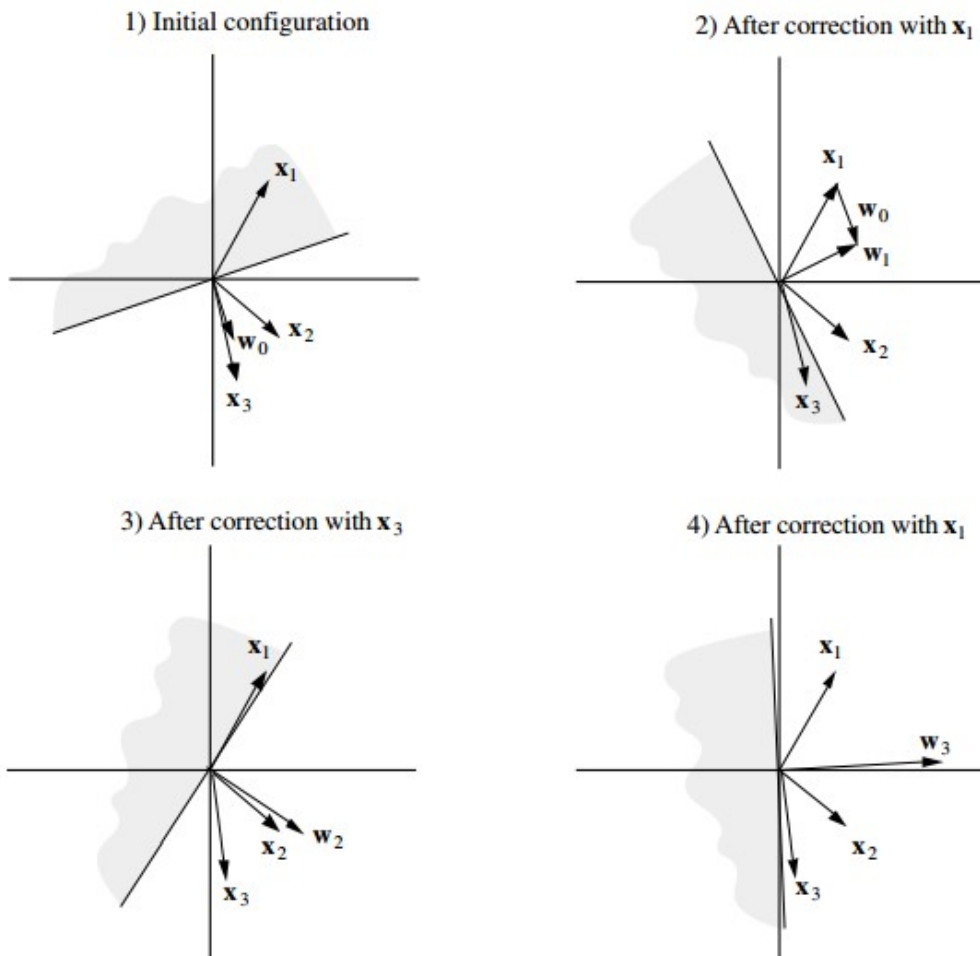 1) Initial configuration
x1
x2
w0
x3
2) After correction with x1
x1
w0
w1
x2
x3
3) After correction with x3
x1
x2
w2
x3
4) After correction with x1
x1
w3
x2
x3